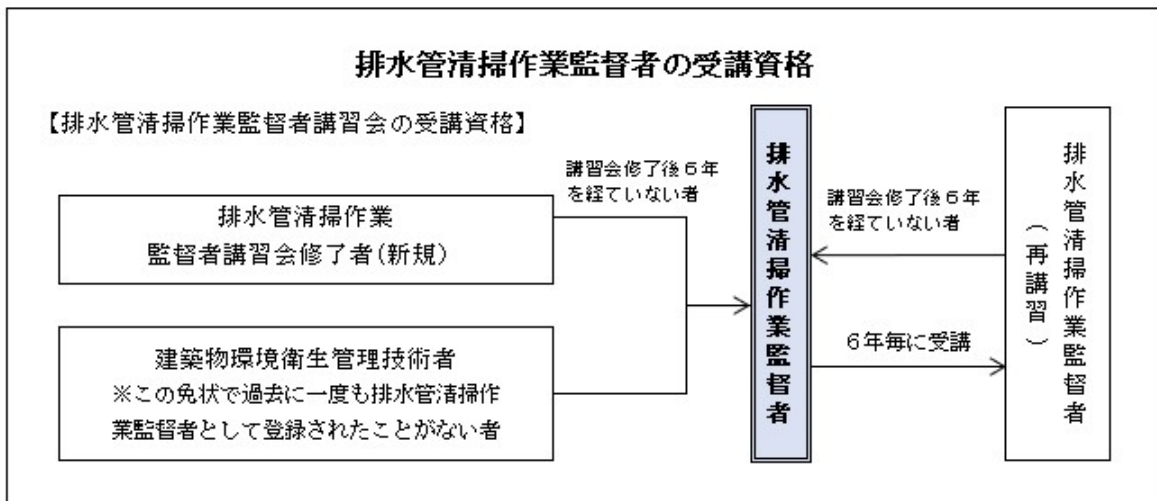 排水管清掃作業監督者の受講資格
【排水管清掃作業監督者講習会の受講資格】
講習会修了後６年
を経ていない者
排水管清掃作業
監督者講習会修了者(新規)
建築物環境衛生管理技術者
※この免状で過去に一度も排水管清掃作
業監督者として登録されたことがない者
排水管清掃作業監督者
講習会修了後６年
を経ていない者
６年毎に受講
排水管清掃作業監督者
(再講習)